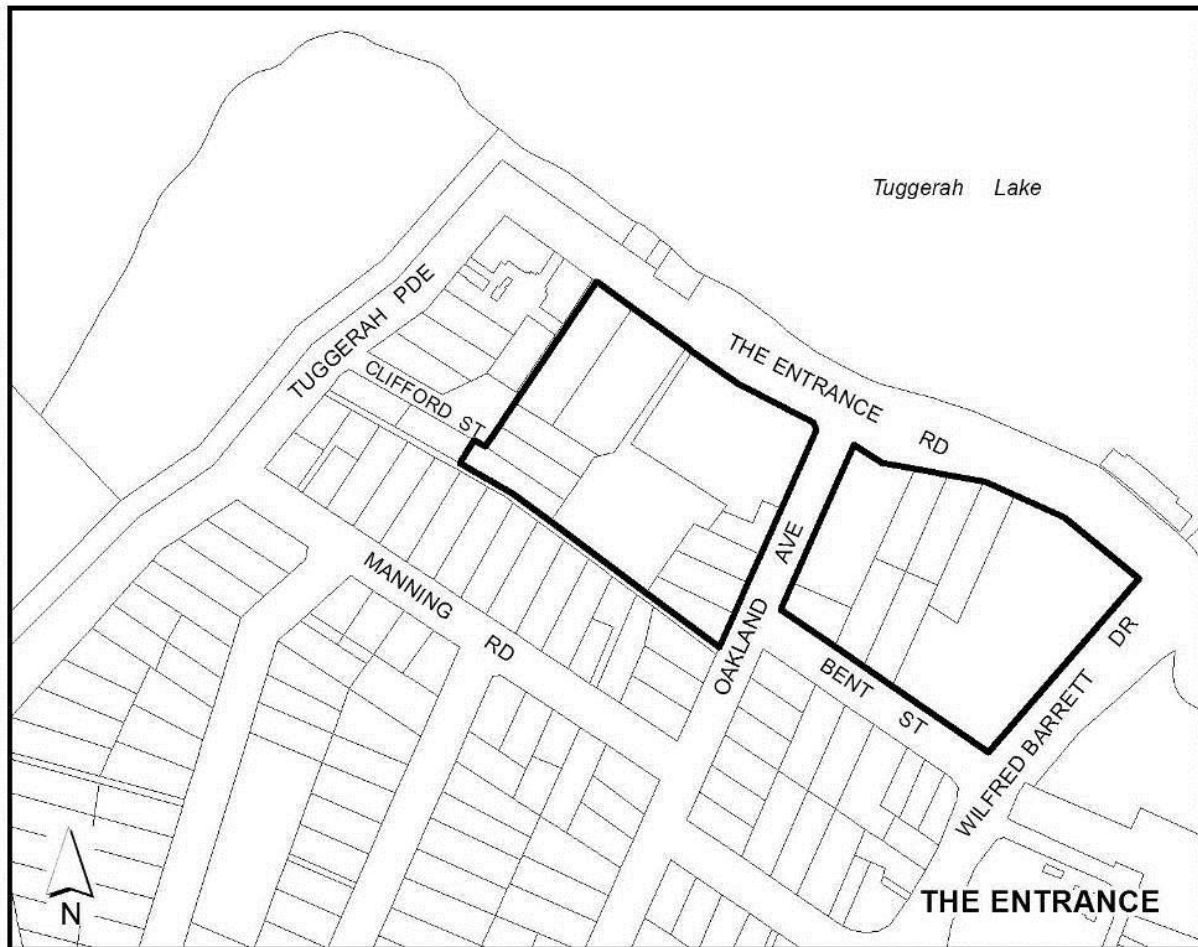 Tuggerah Lake
TUGGERAH PDE
THE ENTRANCE RD
CLIFFORD ST
MANNING RD
OAKLAND AVE
BENT ST
WILFRED BARRETT DR
N
THE ENTRANCE